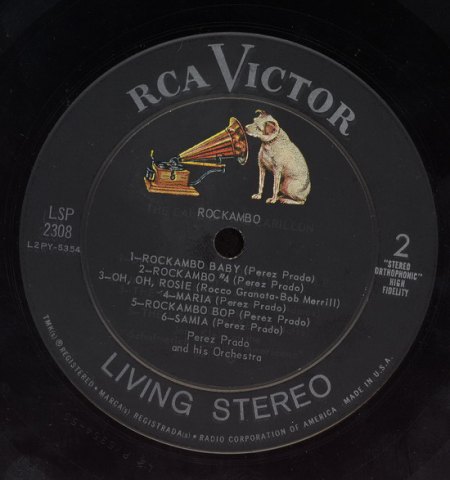 RCA VICTOR
ROCKAMBO
LSP
2308
L2PY-5354
2
"STEREO
ORTHOPHONIC"
HIGH
FIDELITY
1—ROCKAMBO BABY (Perez Prado)
2—ROCKAMBO #4 (Perez Prado)
3—OH, OH, ROSIE (Rocco Granata-Bob Merrill)
4—MARIA (Perez Prado)
5—ROCKAMBO BOP (Perez Prado)
6—SAMIA (Perez Prado)
Perez Prado
and his Orchestra
LIVING STEREO
TMK(s) ® REGISTERED • MARCA(s) REGISTRADA(s) • RADIO CORPORATION OF AMERICA MADE IN U.S.A.